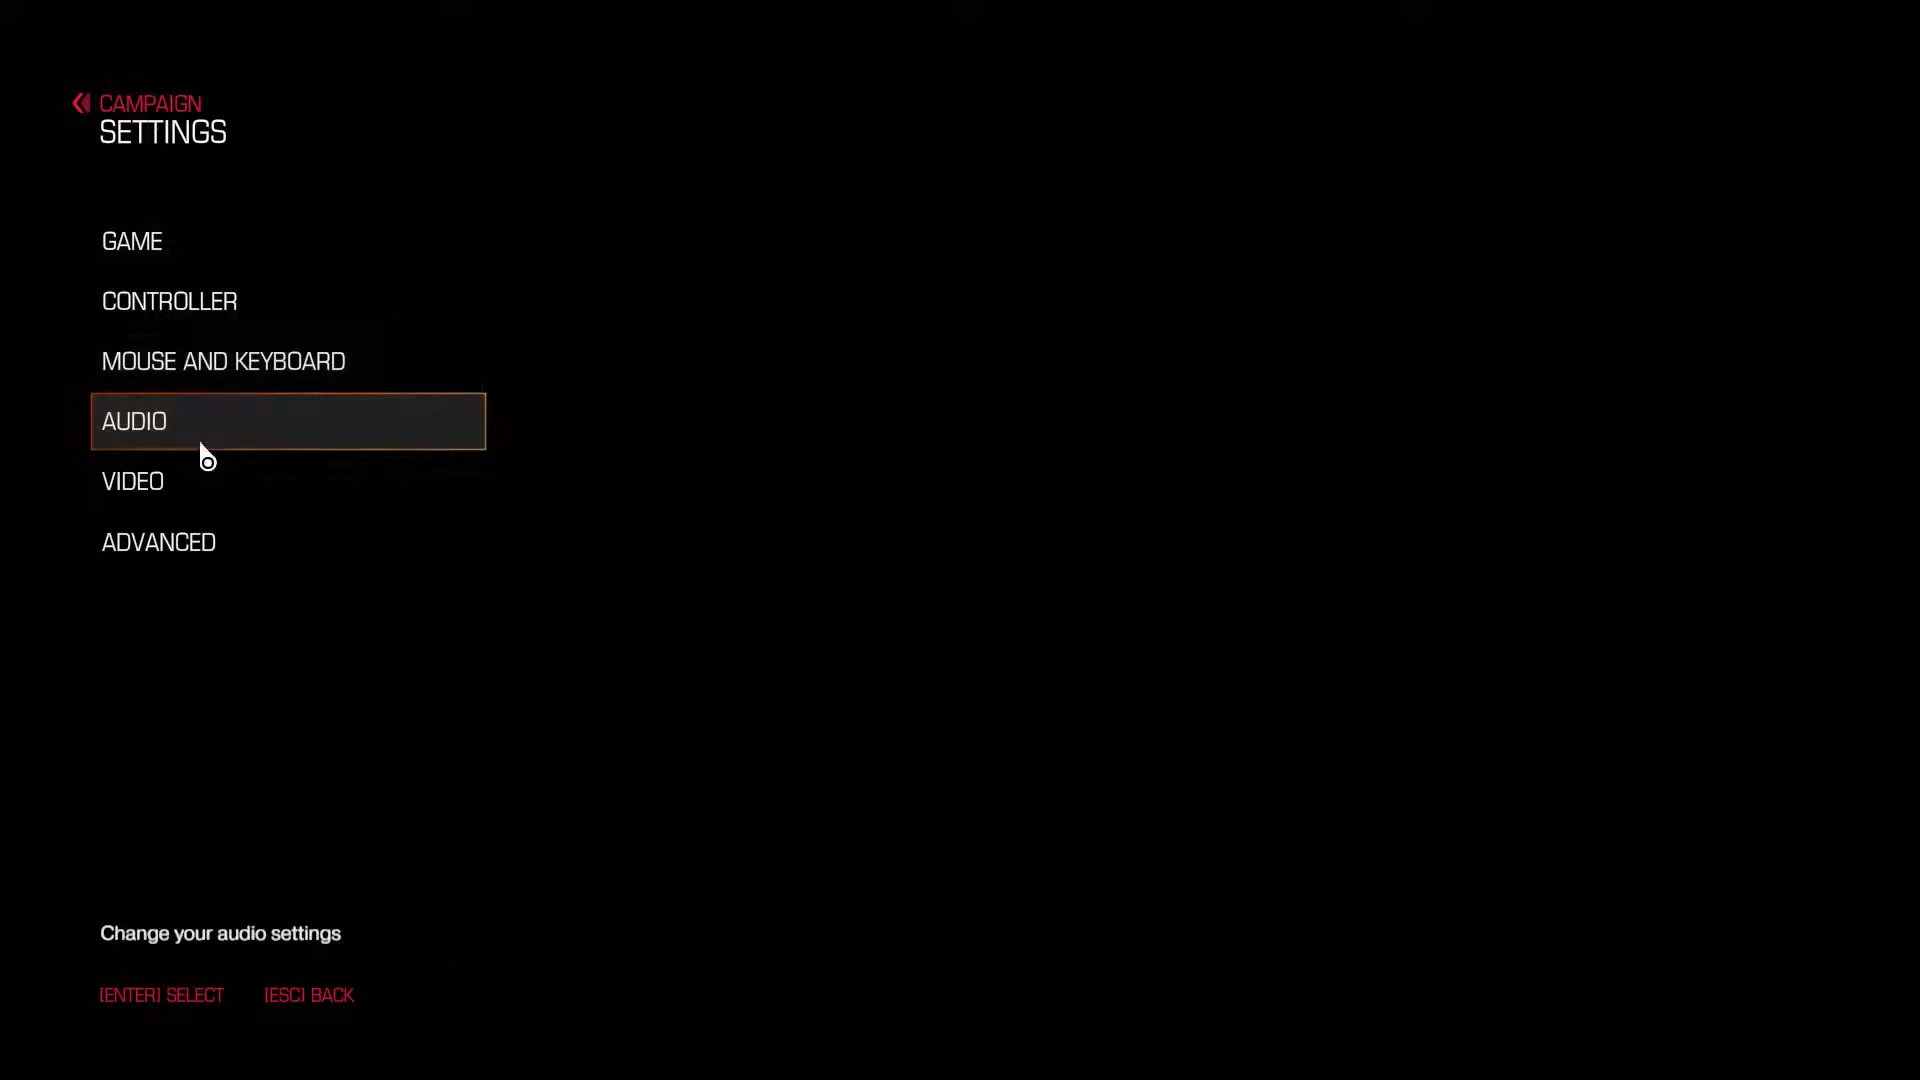 CAMPAIGN
SETTINGS
GAME
CONTROLLER
MOUSE AND KEYBOARD
AUDIO
VIDEO
ADVANCED
Change your audio settings
[ENTER] SELECT [ESC] BACK